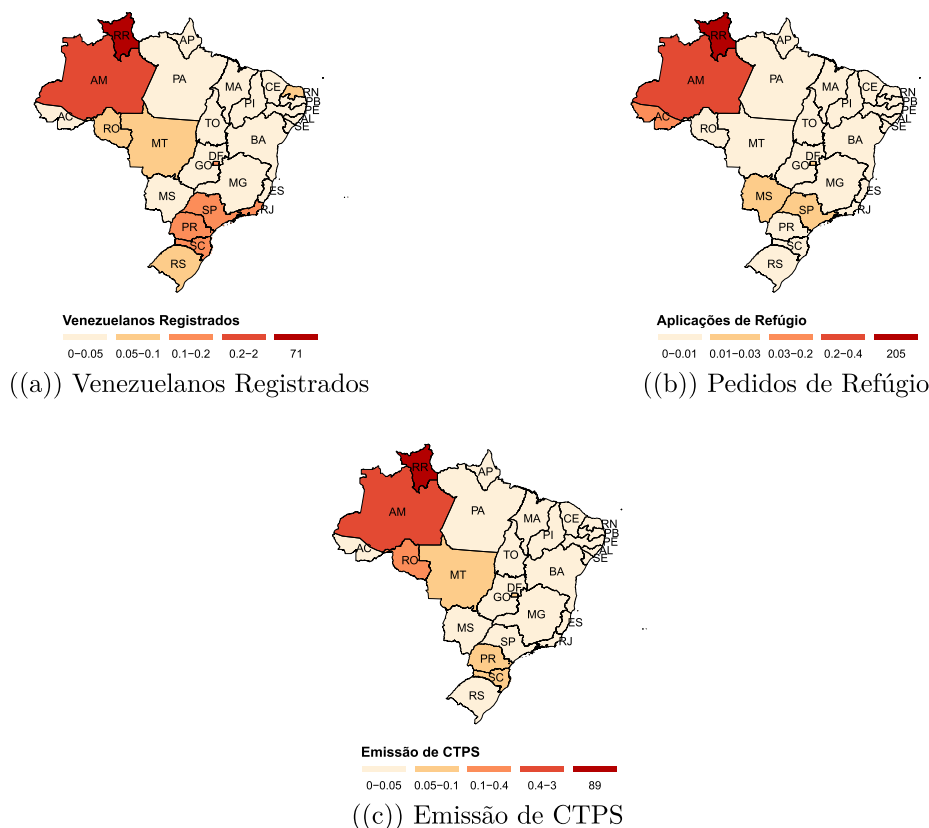 RR
AP
AM
PA
MA
CE
RN
PB
PI
PE
AC
AL
SE
RO
TO
MT
BA
DF
GO
MG
MS
ES
SP
RJ
PR
SC
RS
Venezuelanos Registrados
0−0.05 0.05−0.1 0.1−0.2 0.2−2 71
((a)) Venezuelanos Registrados
RR
AP
AM
PA
MA
CE
RN
PB
PI
PE
AC
AL
SE
RO
TO
MT
BA
DF
GO
MG
MS
ES
SP
RJ
PR
SC
RS
Aplicações de Refúgio
0−0.01 0.01−0.03 0.03−0.2 0.2−0.4 205
((b)) Pedidos de Refúgio
RR
AP
AM
PA
MA
CE
RN
PB
PI
PE
AC
AL
SE
RO
TO
MT
BA
DF
GO
MG
MS
ES
SP
RJ
PR
SC
RS
Emissão de CTPS
0−0.05 0.05−0.1 0.1−0.4 0.4−3 89
((c)) Emissão de CTPS